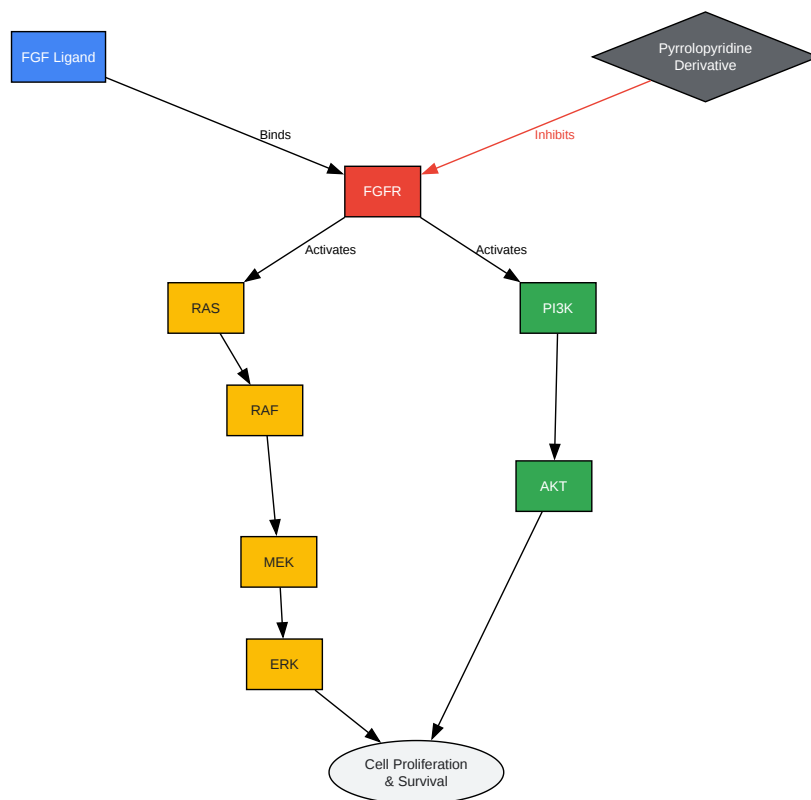 FGF Ligand
Pyrrolopyridine
Derivative
Binds
Inhibits
FGFR
Activates
Activates
RAS
PI3K
RAF
AKT
MEK
ERK
Cell Proliferation
& Survival